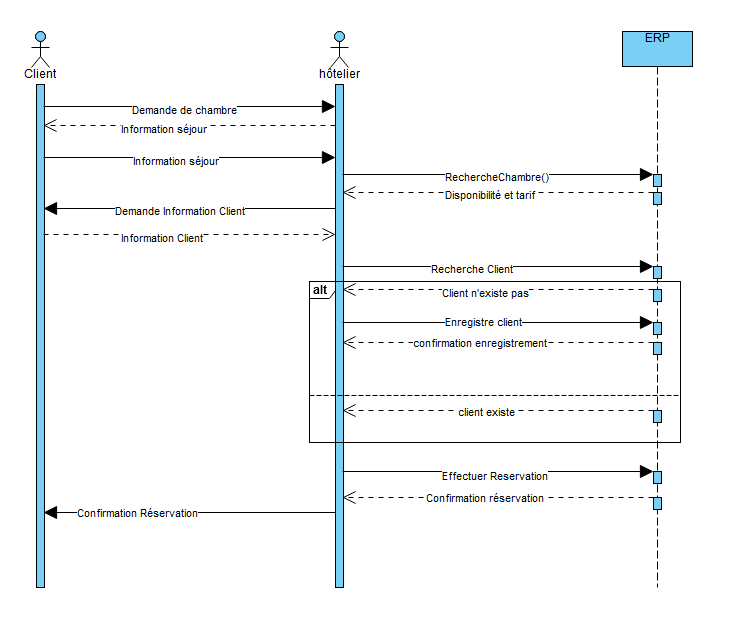 Client
hôtelier
ERP
Demande de chambre
Information séjour
Information séjour
RechercheChambre()
Disponibilité et tarif
Demande Information Client
Information Client
Recherche Client
alt
Client n'existe pas
Enregistre client
confirmation enregistrement
client existe
Effectuer Reservation
Confirmation réservation
Confirmation Réservation